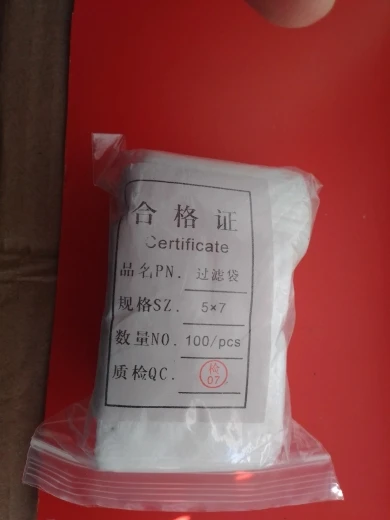 合格证
Certificate
品名PN. 过滤袋
规格SZ. 5×7
数量NO. 100/pcs
质检QC. 检
07